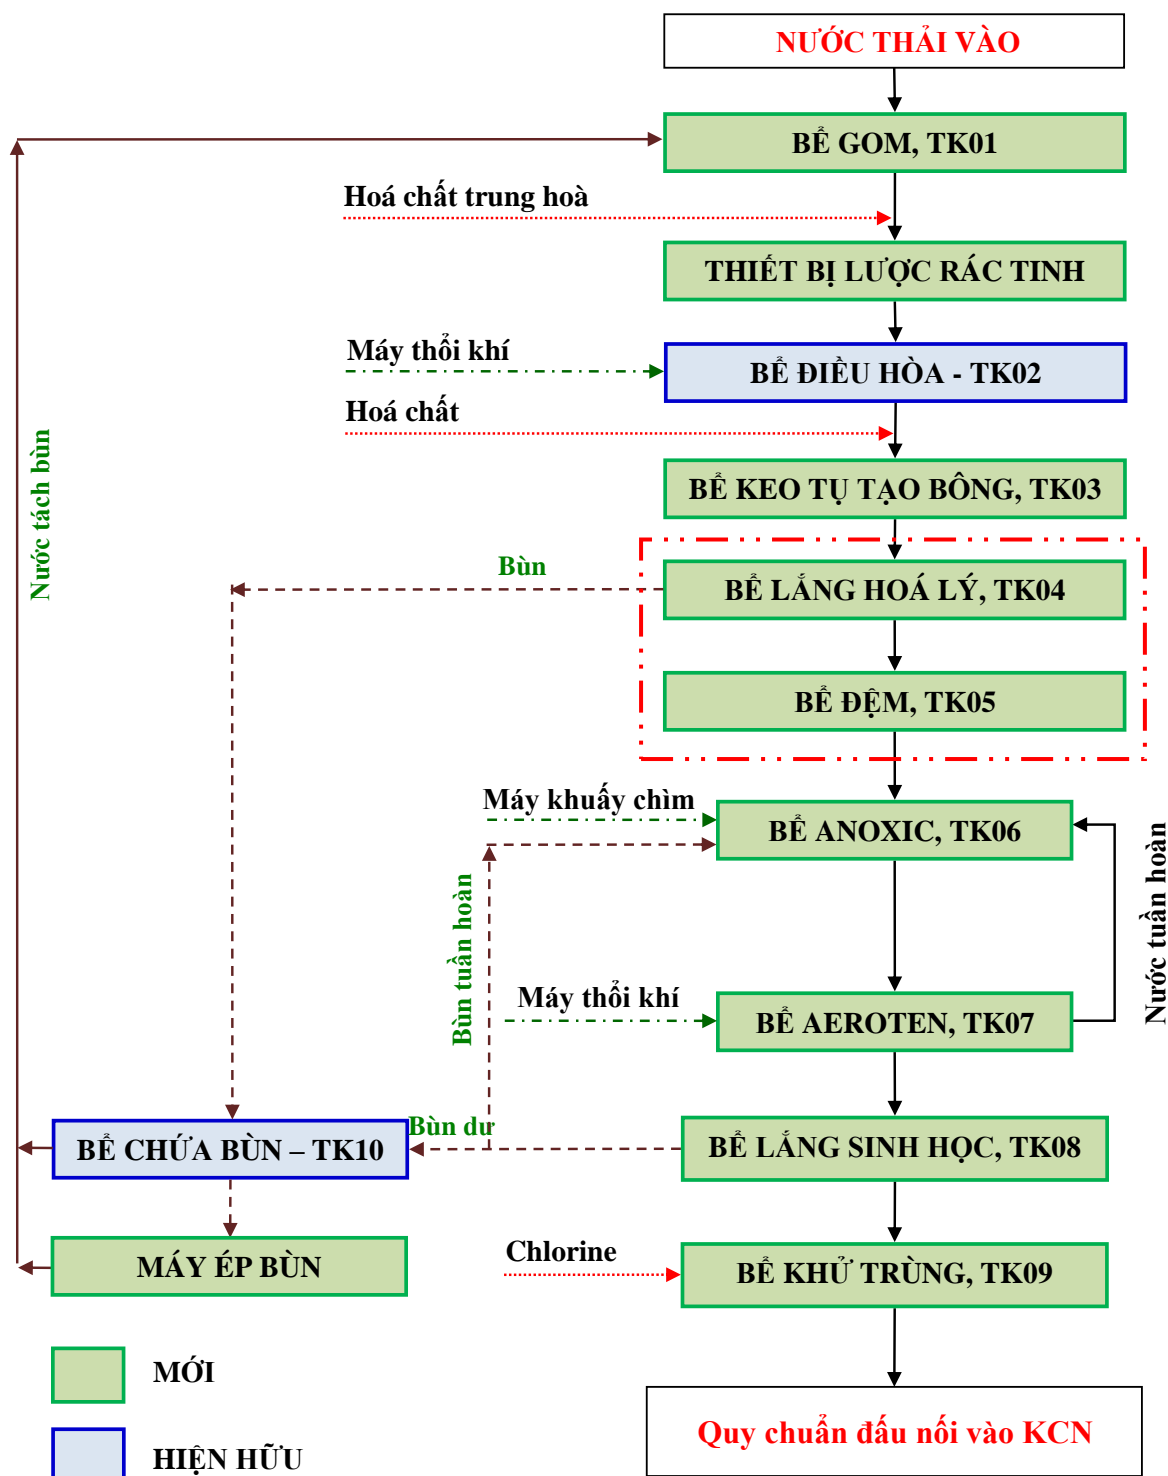 NƯỚC THẢI VÀO
BỂ GOM, TK01
Hoá chất trung hoà
THIẾT BỊ LƯỢC RÁC TINH
Máy thổi khí
BỂ ĐIỀU HÒA - TK02
Hoá chất
Nước tách bùn
BỂ KEO TỤ TẠO BÔNG, TK03
Bùn
BỂ LẮNG HOÁ LÝ, TK04
BỂ ĐỆM, TK05
Máy khuấy chìm
BỂ ANOXIC, TK06
Nước tuần hoàn
Bùn tuần hoàn
Máy thổi khí
BỂ AEROTEN, TK07
Bùn dư
BỂ CHỨA BÙN – TK10
BỂ LẮNG SINH HỌC, TK08
Chlorine
MÁY ÉP BÙN
BỂ KHỬ TRÙNG, TK09
MỚI
Quy chuẩn đấu nối vào KCN
HIỆN HỮU